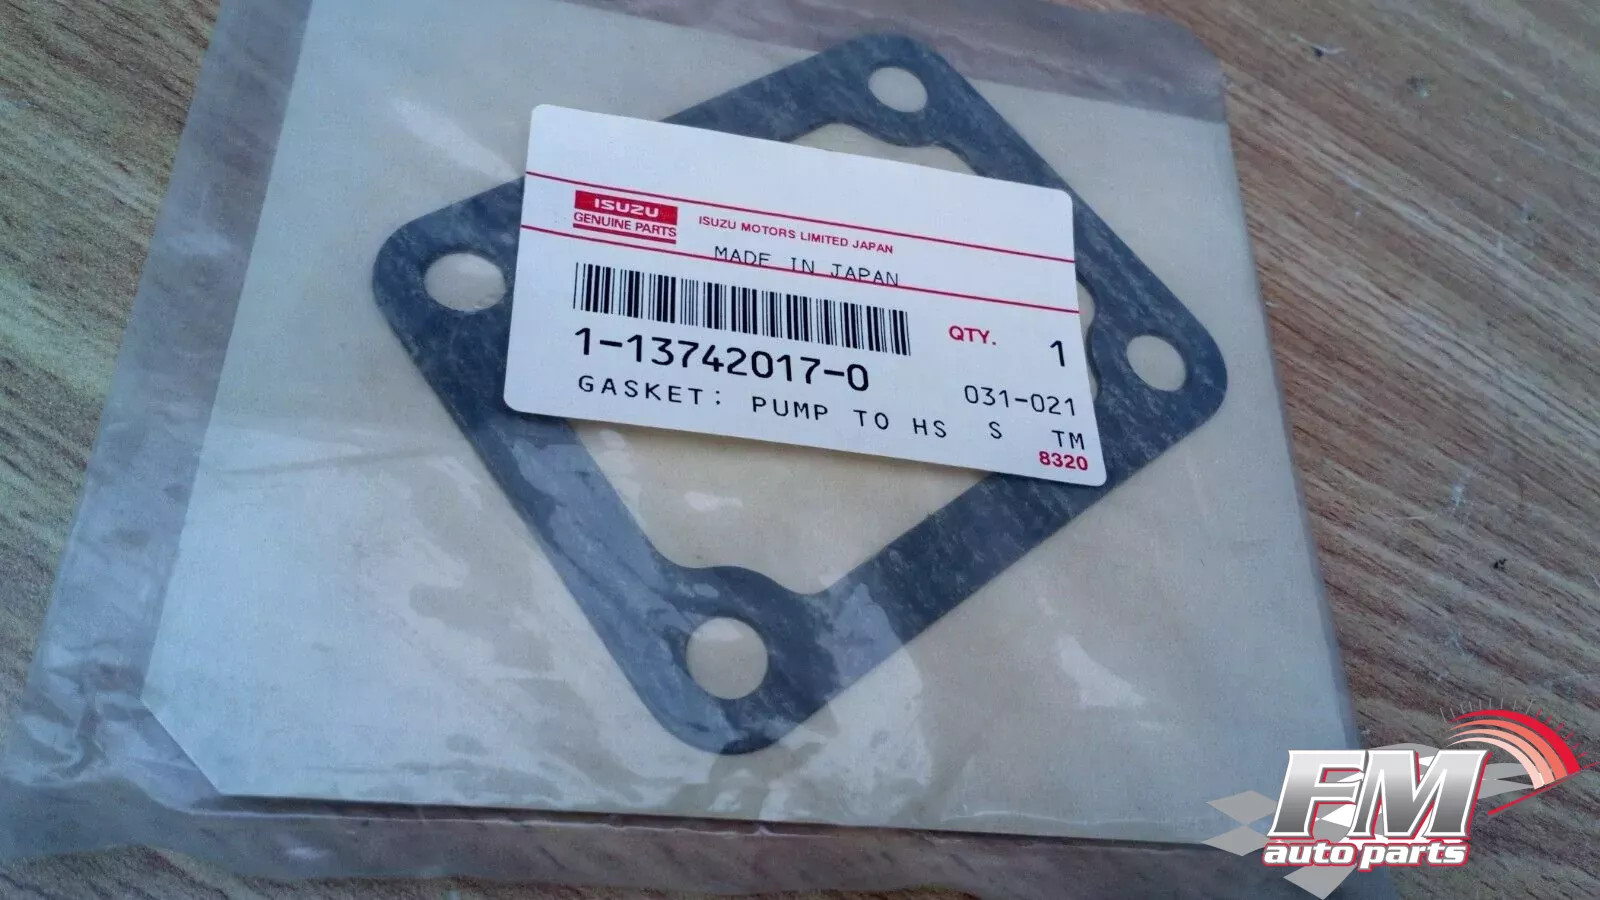 ISUZU
GENUINE PARTS
ISUZU MOTORS LIMITED JAPAN
MADE IN JAPAN
QTY. 1
1-13742017-0
031-021
GASKET: PUMP TO HS S TM
8320
FM
auto parts